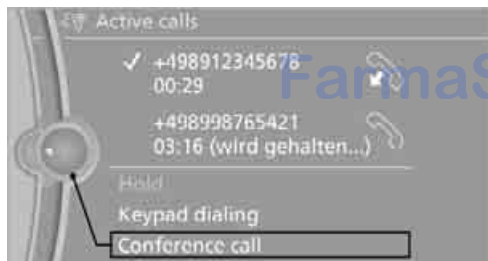 Active calls
+498912345678
00:29
+498998765421
03:16 (wird gehalten...)
Hold
Keypad dialing
Conference call